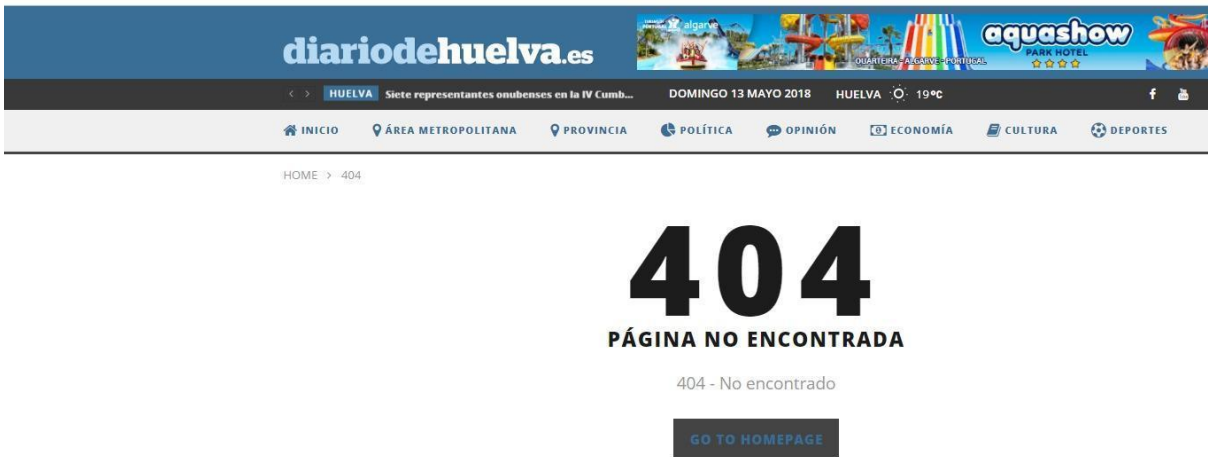 diariodehuelva.es
algarve
QUARTEIRA - ALGARVE - PORTUGAL
aquashow
PARK HOTEL
HUELVA Siete representantes onubenses en la IV Cumb... DOMINGO 13 MAYO 2018 HUELVA 19°C
INICIO ÁREA METROPOLITANA PROVINCIA POLÍTICA OPINIÓN ECONOMÍA CULTURA DEPORTES
HOME > 404
404
PÁGINA NO ENCONTRADA
404 - No encontrado
GO TO HOMEPAGE